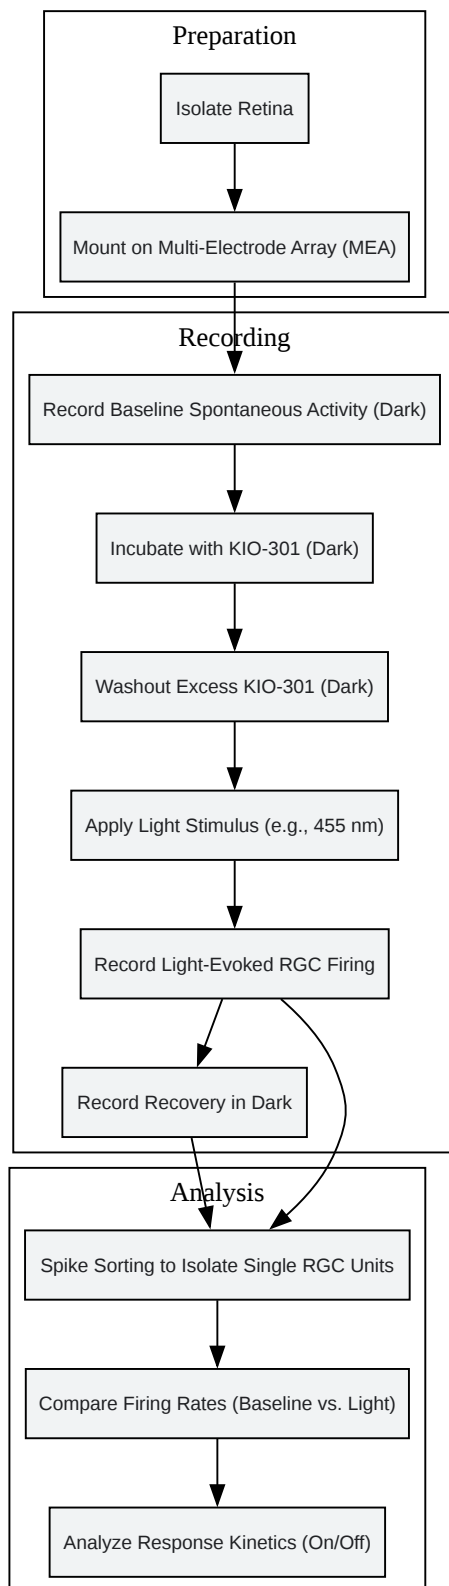 Preparation
Isolate Retina
Mount on Multi-Electrode Array (MEA)
Recording
Record Baseline Spontaneous Activity (Dark)
Incubate with KIO-301 (Dark)
Washout Excess KIO-301 (Dark)
Apply Light Stimulus (e.g., 455 nm)
Record Light-Evoked RGC Firing
Record Recovery in Dark
Analysis
Spike Sorting to Isolate Single RGC Units
Compare Firing Rates (Baseline vs. Light)
Analyze Response Kinetics (On/Off)